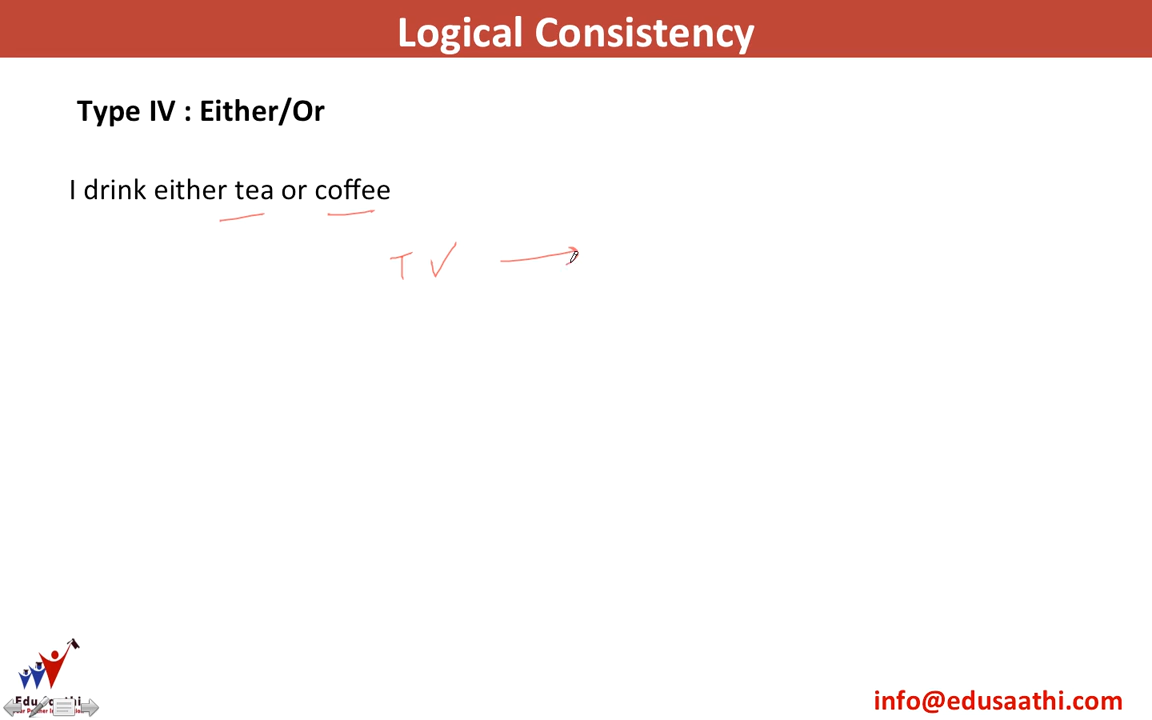 Logical Consistency
Type IV : Either/Or
I drink either tea or coffee
T ✓
info@edusaathi.com